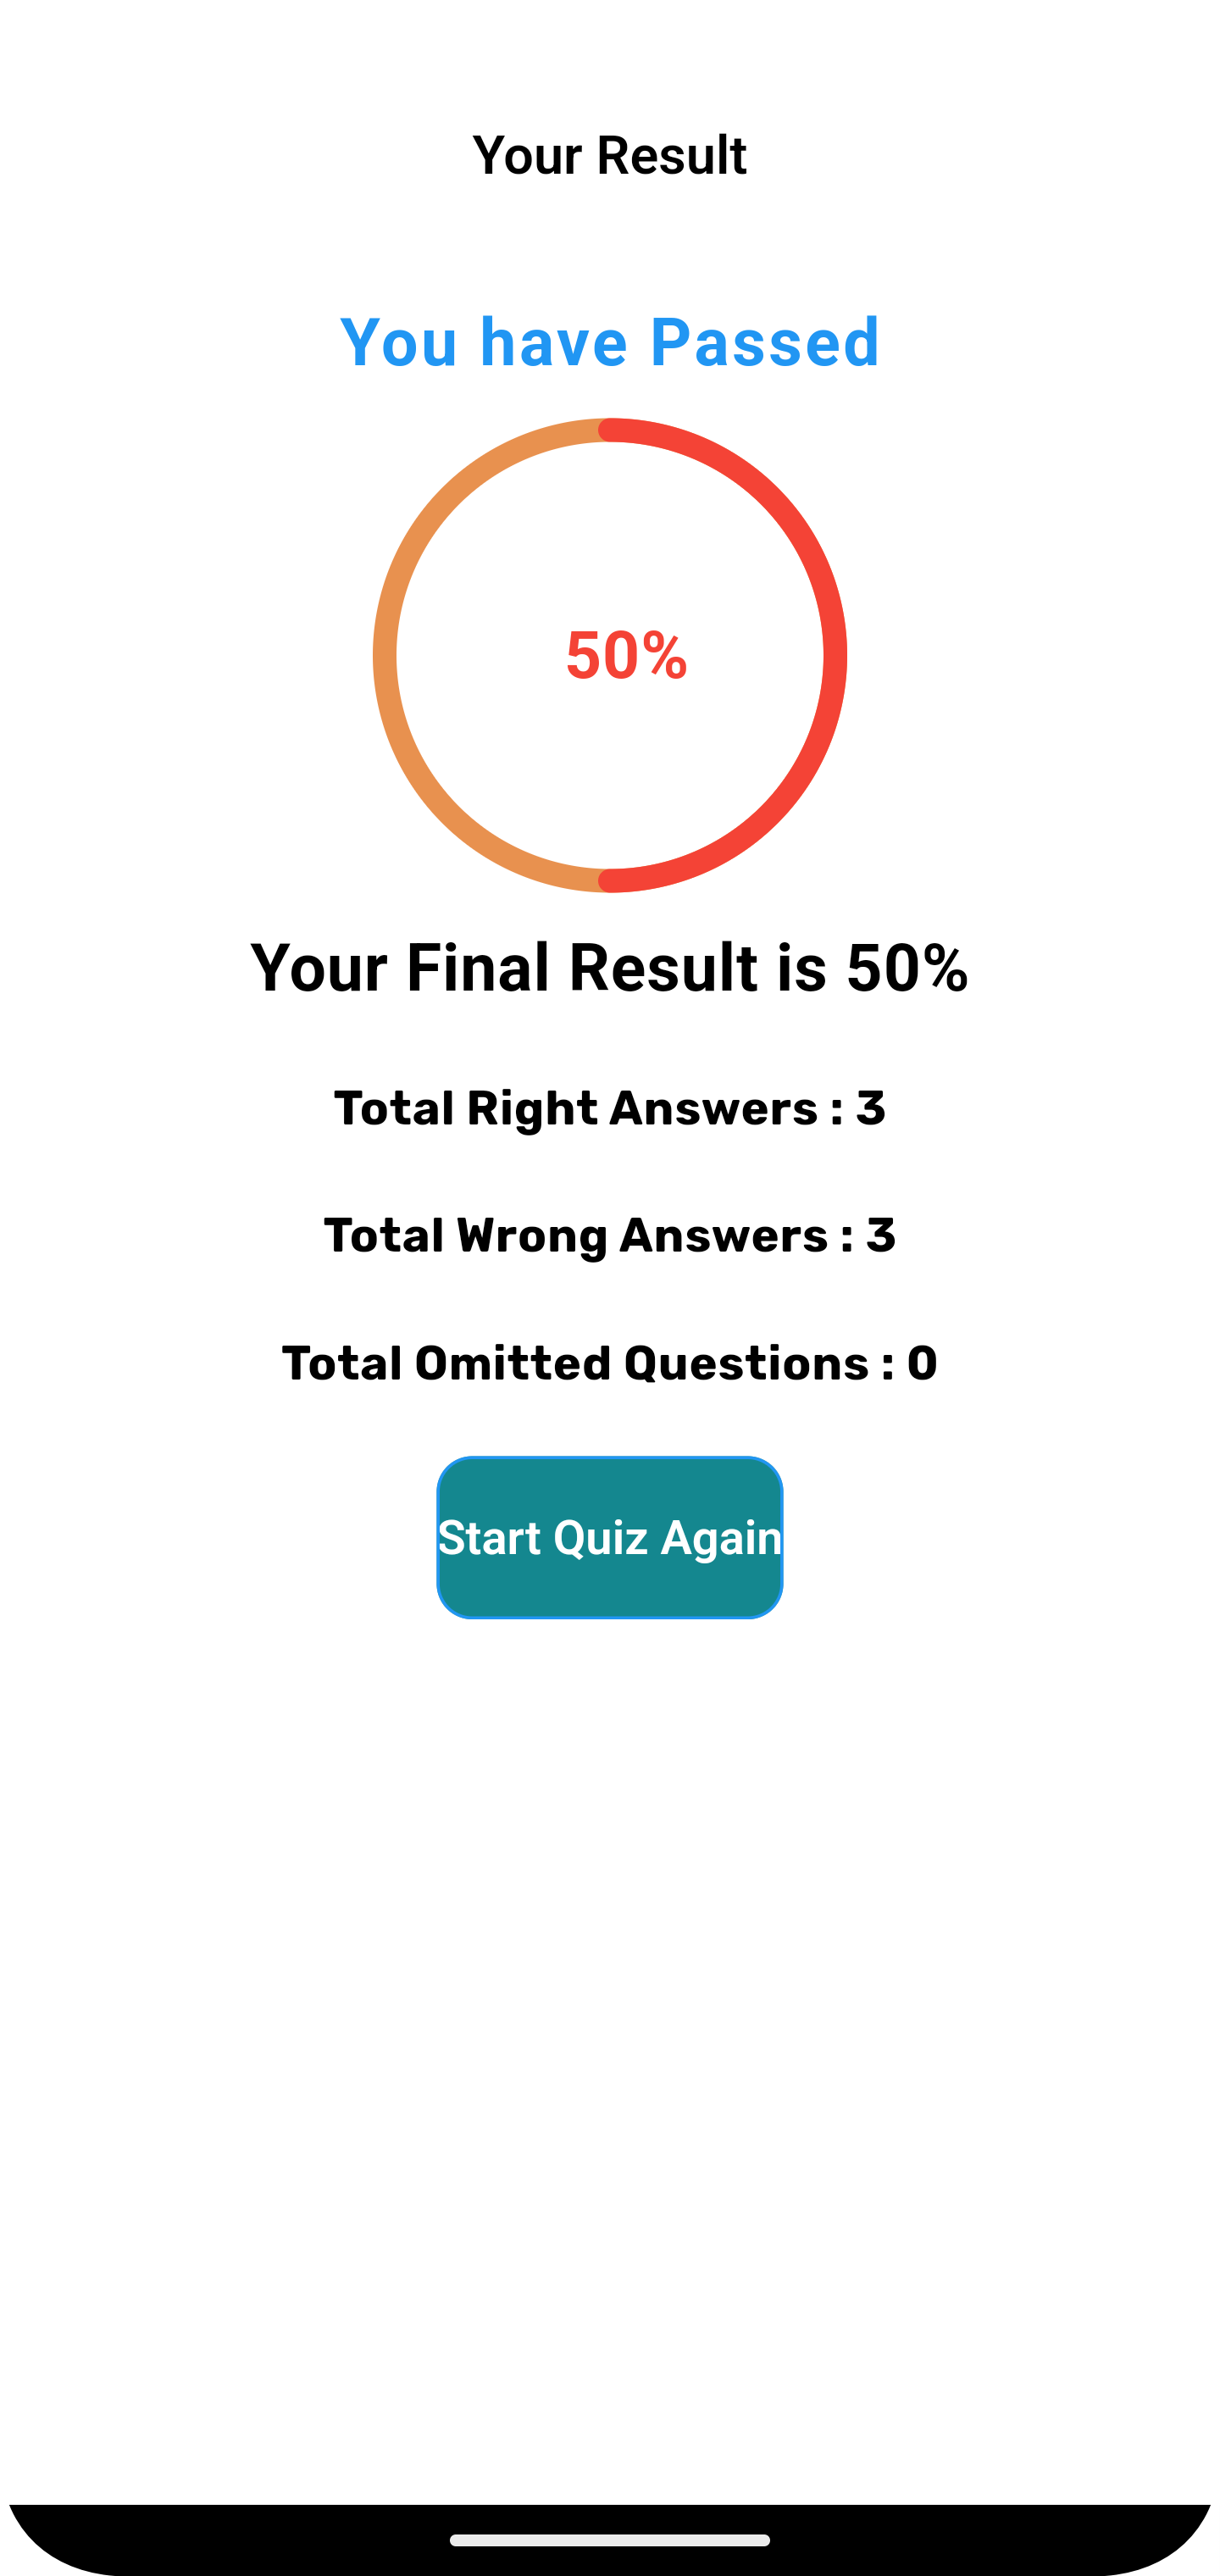 Your Result
You have Passed
50%
Your Final Result is 50%
Total Right Answers : 3
Total Wrong Answers : 3
Total Omitted Questions : 0
Start Quiz Again